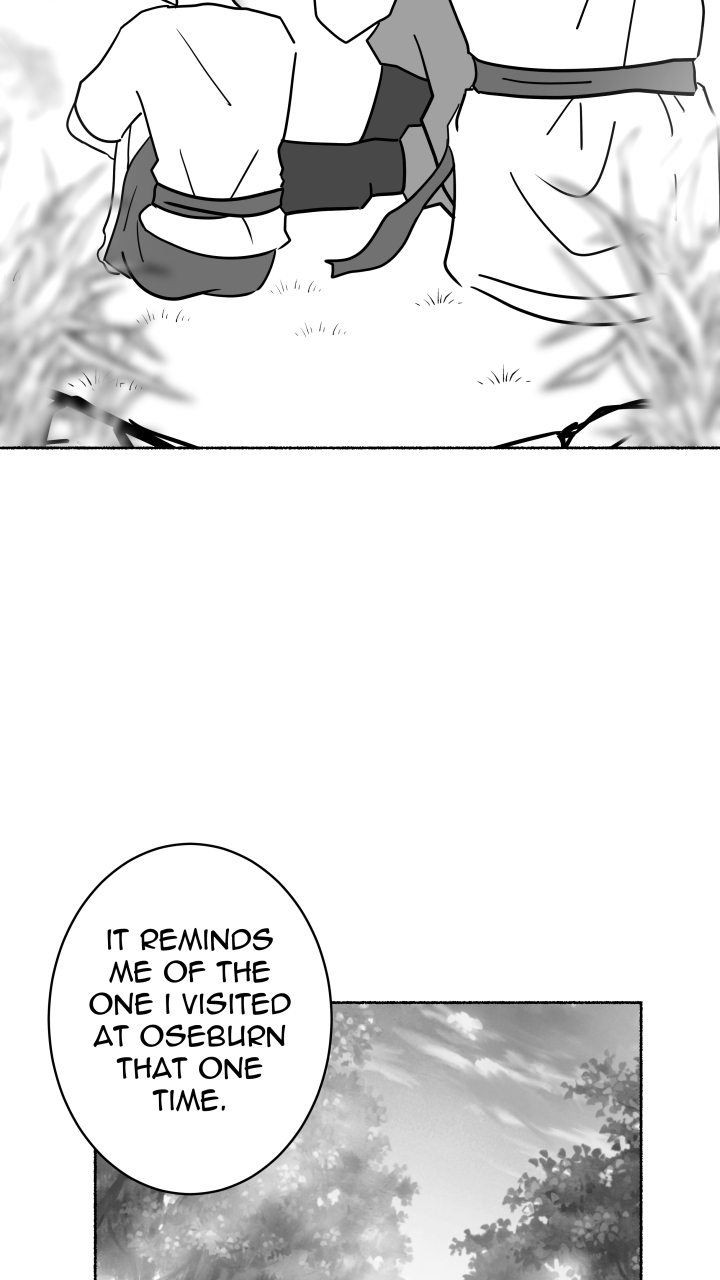 IT REMINDS
ME OF THE
ONE I VISITED
AT OSEBURN
THAT ONE
TIME.